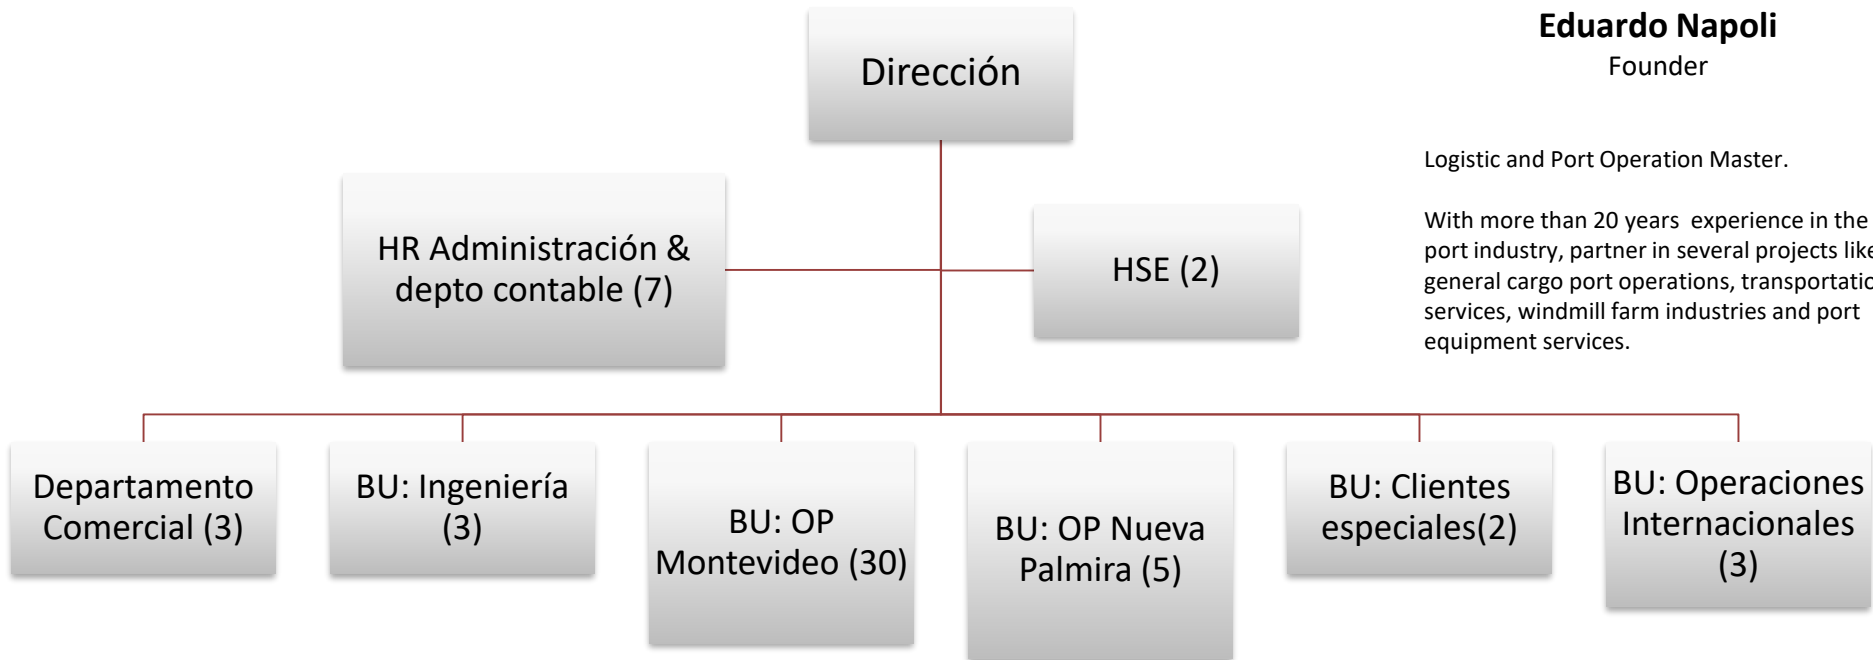 Dirección
Eduardo Napoli
Founder
Logistic and Port Operation Master.
With more than 20 years experience in the
port industry, partner in several projects
general cargo port operations,
services, windmill farm industries and port
equipment services.
HR Administración &
depto contable (7)
HSE (2)
Departamento
Comercial (3)
BU: Ingeniería
(3)
BU: OP
Montevideo (30)
BU: OP Nueva
Palmira (5)
BU: Clientes
especiales(2)
BU: Operaciones
Internacionales
(3)